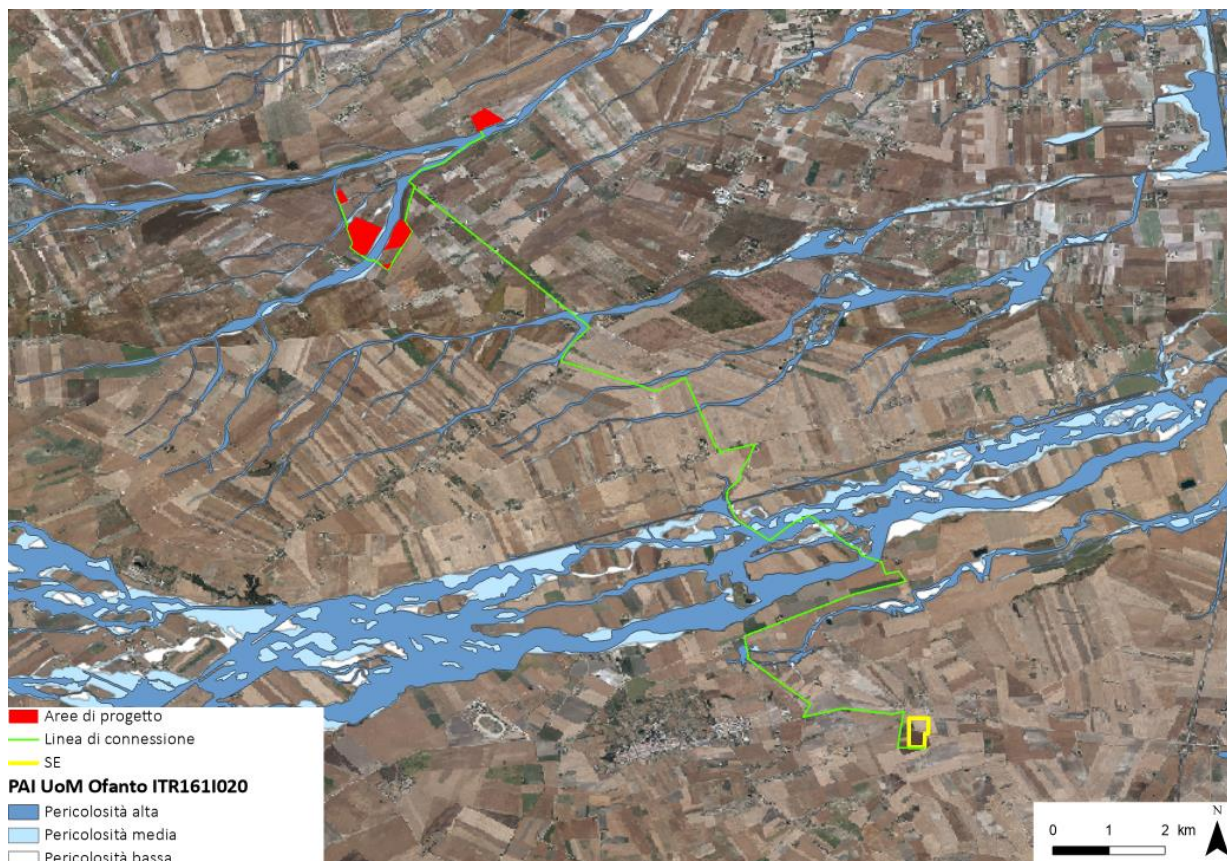 Aree di progetto
Linea di connessione
SE
PAI UoM Ofanto ITR161I020
Pericolosità alta
Pericolosità media
Pericolosità bassa
N
0 1 2 km